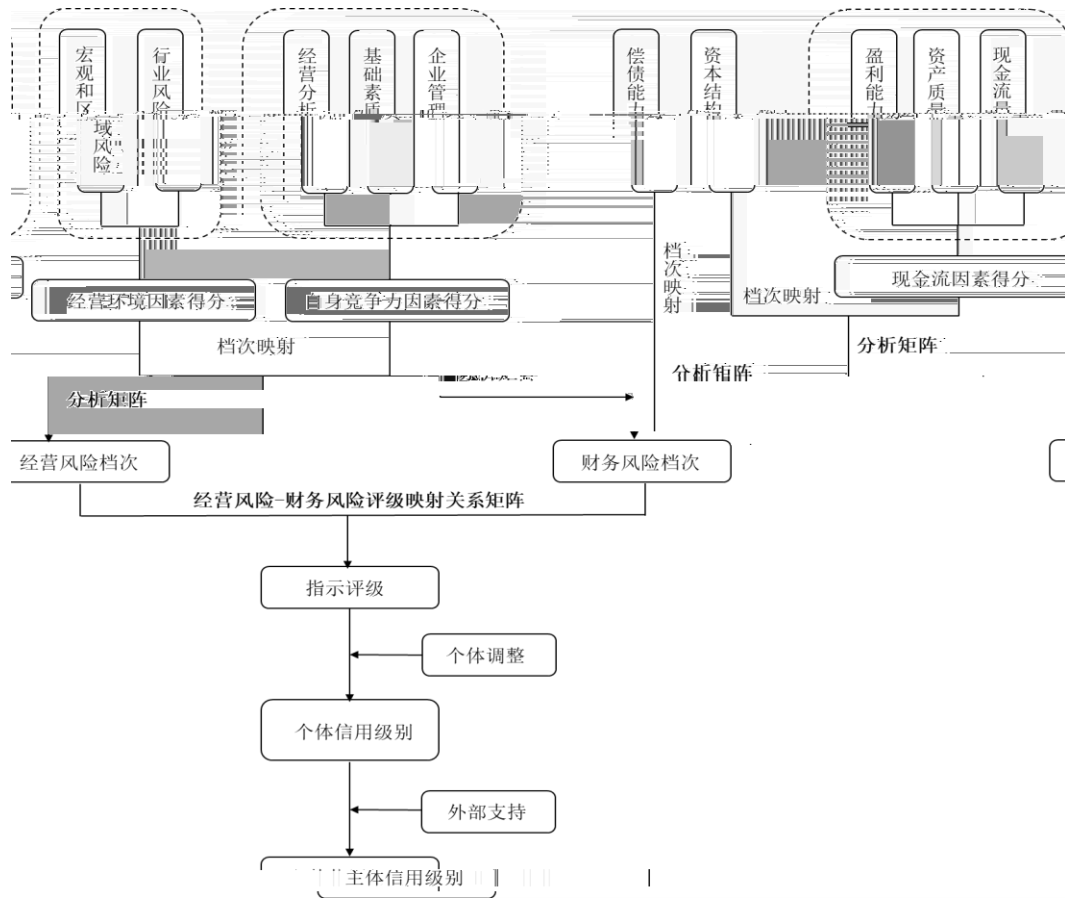 宏观和区域风险
行业风险
经营分析
基础素质
企业管理
偿债能力
资本结构
盈利能力
资产质量
现金流量
经营环境因素得分
自身竞争力因素得分
档次映射
档次映射
档次映射
现金流因素得分
分析矩阵
分析矩阵
分析矩阵
经营风险档次
财务风险档次
经营风险-财务风险评级映射关系矩阵
指示评级
个体调整
个体信用级别
外部支持
主体信用级别